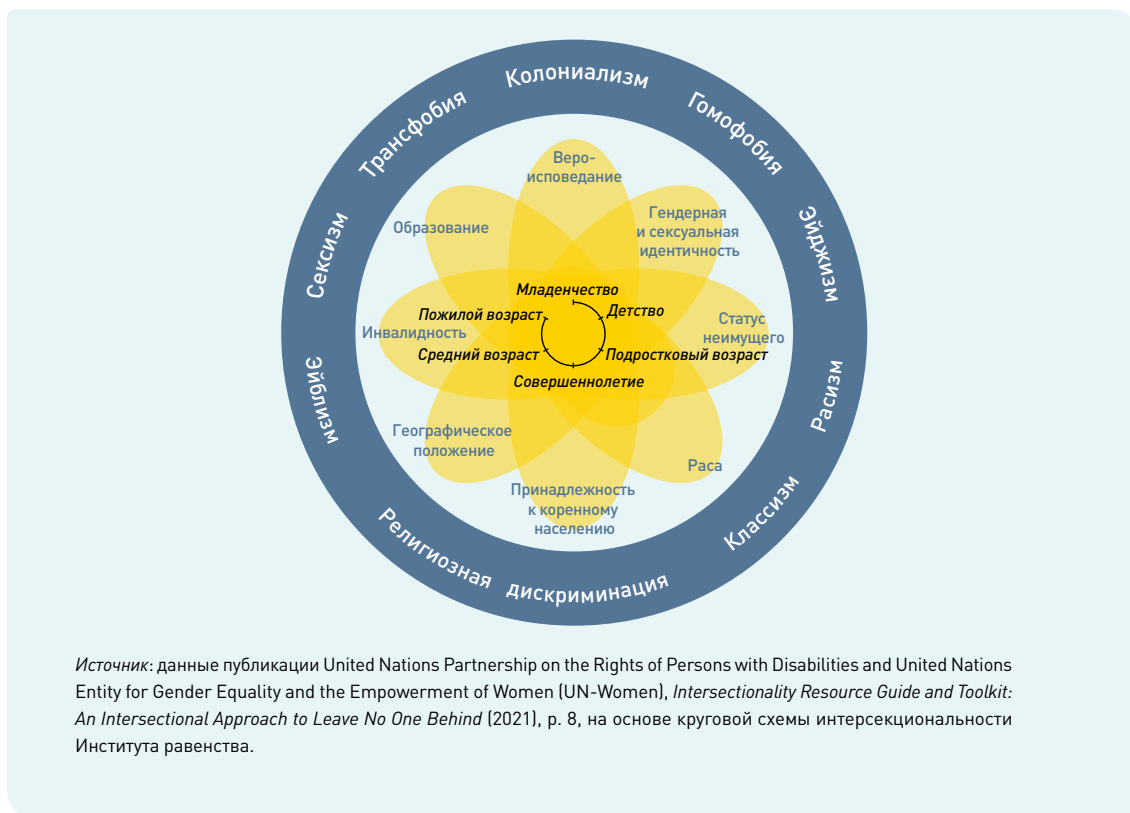 Колониализм
Гомофобия
Эйджизм
Расизм
Классизм
Религиозная дискриминация
Эйблизм
Сексизм
Трансфобия
Веро-
исповедание
Гендерная
и сексуальная
идентичность
Статус
неимущего
Раса
Принадлежность
к коренному
населению
Географическое
положение
Инвалидность
Образование
Младенчество
Детство
Подростковый возраст
Совершеннолетие
Средний возраст
Пожилой возраст
Источник: данные публикации United Nations Partnership on the Rights of Persons with Disabilities and United Nations
Entity for Gender Equality and the Empowerment of Women (UN-Women), Intersectionality Resource Guide and Toolkit:
An Intersectional Approach to Leave No One Behind (2021), p. 8, на основе круговой схемы интерсекциональности
Института равенства.